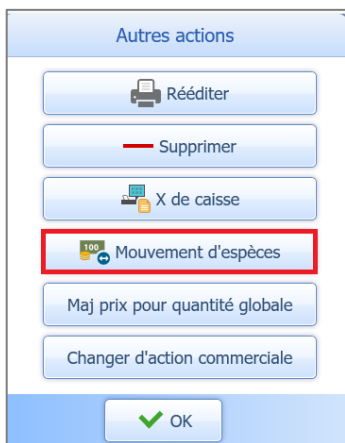 Autres actions
Rééditer
Supprimer
X de caisse
100
Mouvement d'espèces
Maj prix pour quantité globale
Changer d'action commerciale
OK